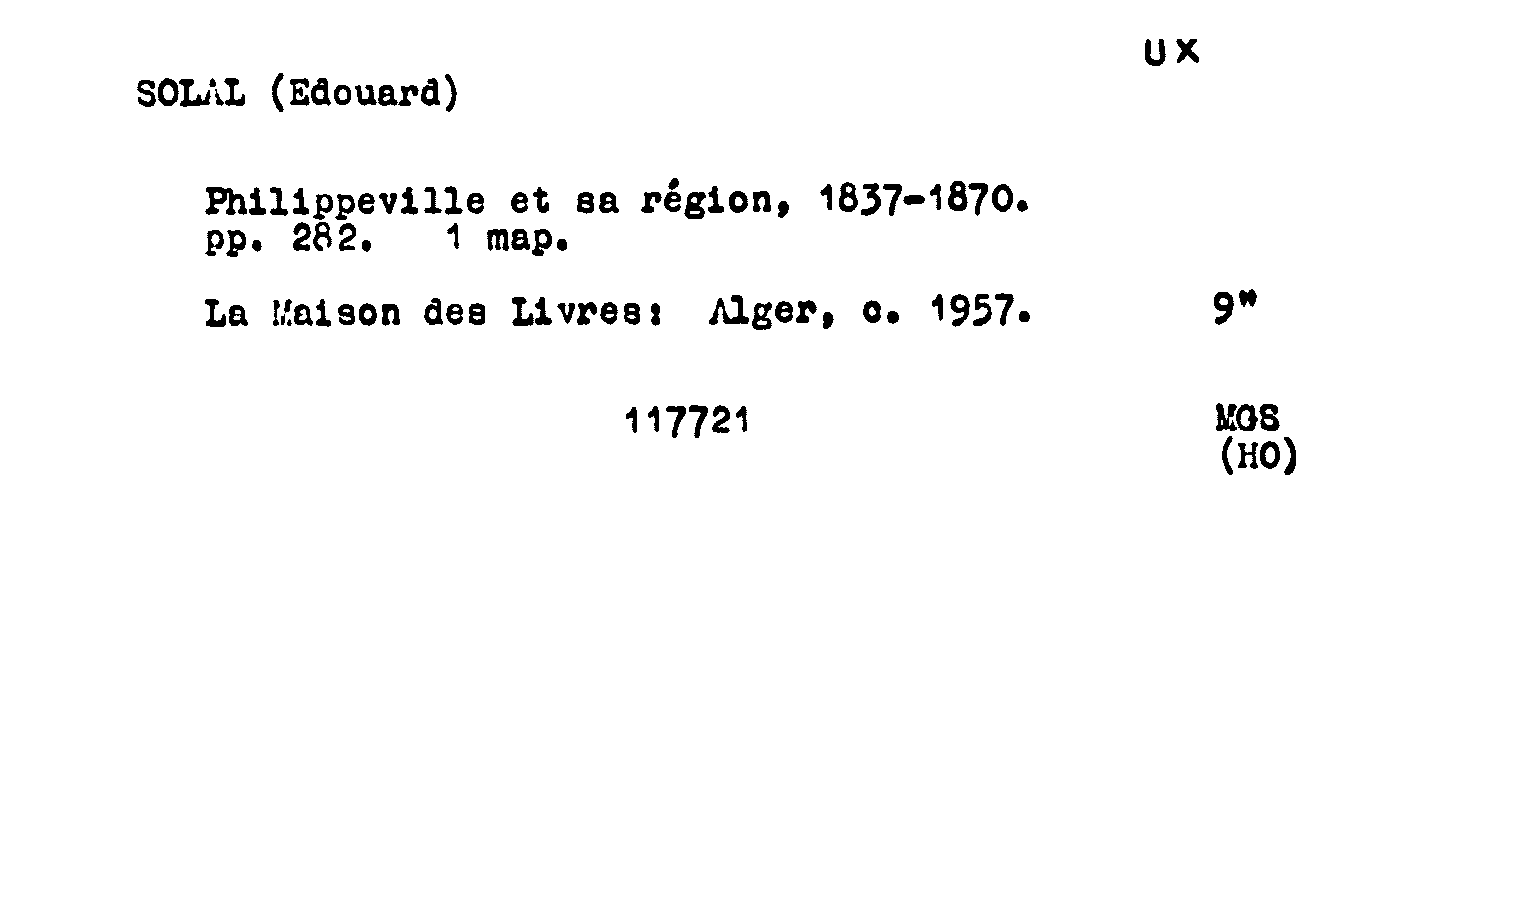 UX
SOLAL (Edouard)
Philippeville et sa région, 1837-1870.
pp. 282. 1 map.
La Maison des Livres: Alger, c. 1957. 9"
117721 MGS
(HO)